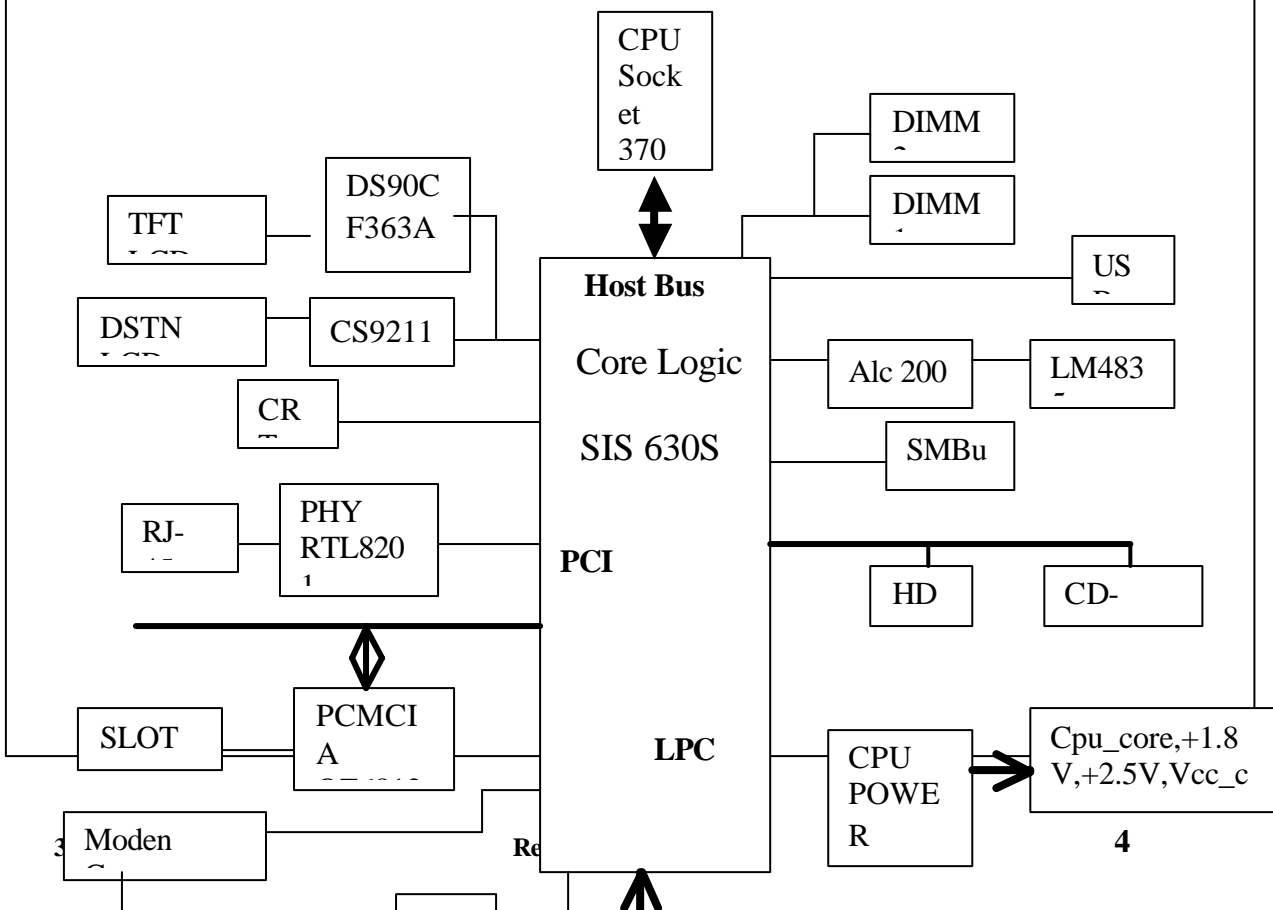 CPU
Sock
et
370
DIMM
DS90C
F363A
TFT
DIMM
US
Host Bus
DSTN
CS9211
Core Logic
Alc 200
LM483
CR
SIS 630S
SMBu
PHY
RTL820
RJ-
PCI
HD
CD-
PCMCI
A
SLOT
LPC
CPU
POWE
R
Cpu_core,+1.8
V,+2.5V,Vcc_c
3
Moden
Re
4